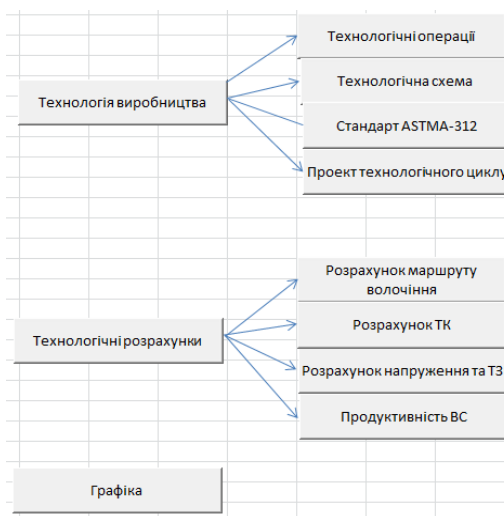 Технологія виробництва
Технологічні операції
Технологічна схема
Стандарт ASTMA-312
Проект технологічного циклу
Технологічні розрахунки
Розрахунок маршруту
волочіння
Розрахунок ТК
Розрахунок напруження та ТЗ
Продуктивність ВС
Графіка